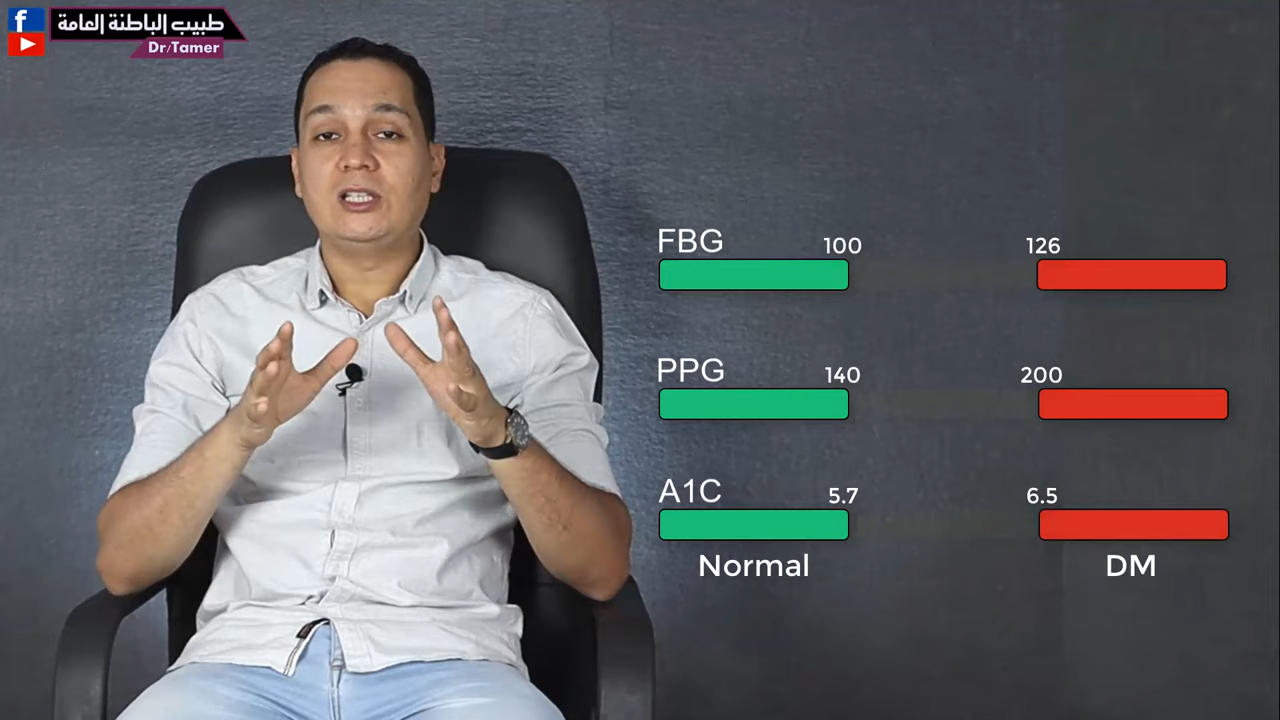 f
طبيب الباطنة العامة
Dr/Tamer
FBG 100 126
PPG 140 200
A1C 5.7 6.5
Normal DM